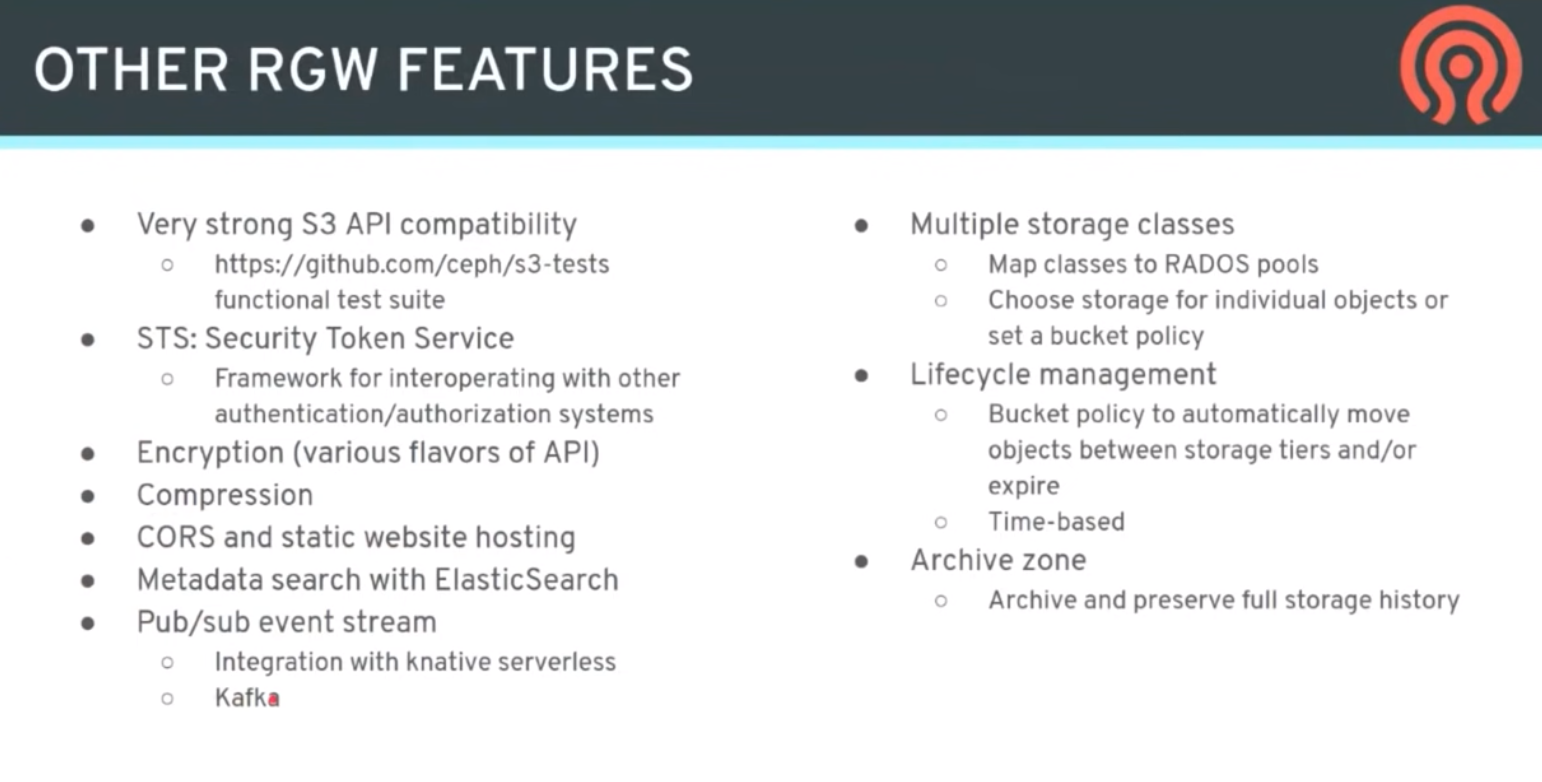 OTHER RGW FEATURES
● Very strong S3 API compatibility
○ https://github.com/ceph/s3-tests
functional test suite
● STS: Security Token Service
○ Framework for interoperating with other
authentication/authorization systems
● Encryption (various flavors of API)
● Compression
● CORS and static website hosting
● Metadata search with ElasticSearch
● Pub/sub event stream
○ Integration with knative serverless
○ Kafka
● Multiple storage classes
○ Map classes to RADOS pools
○ Choose storage for individual objects or
set a bucket policy
● Lifecycle management
○ Bucket policy to automatically move
objects between storage tiers and/or
expire
○ Time-based
● Archive zone
○ Archive and preserve full storage history